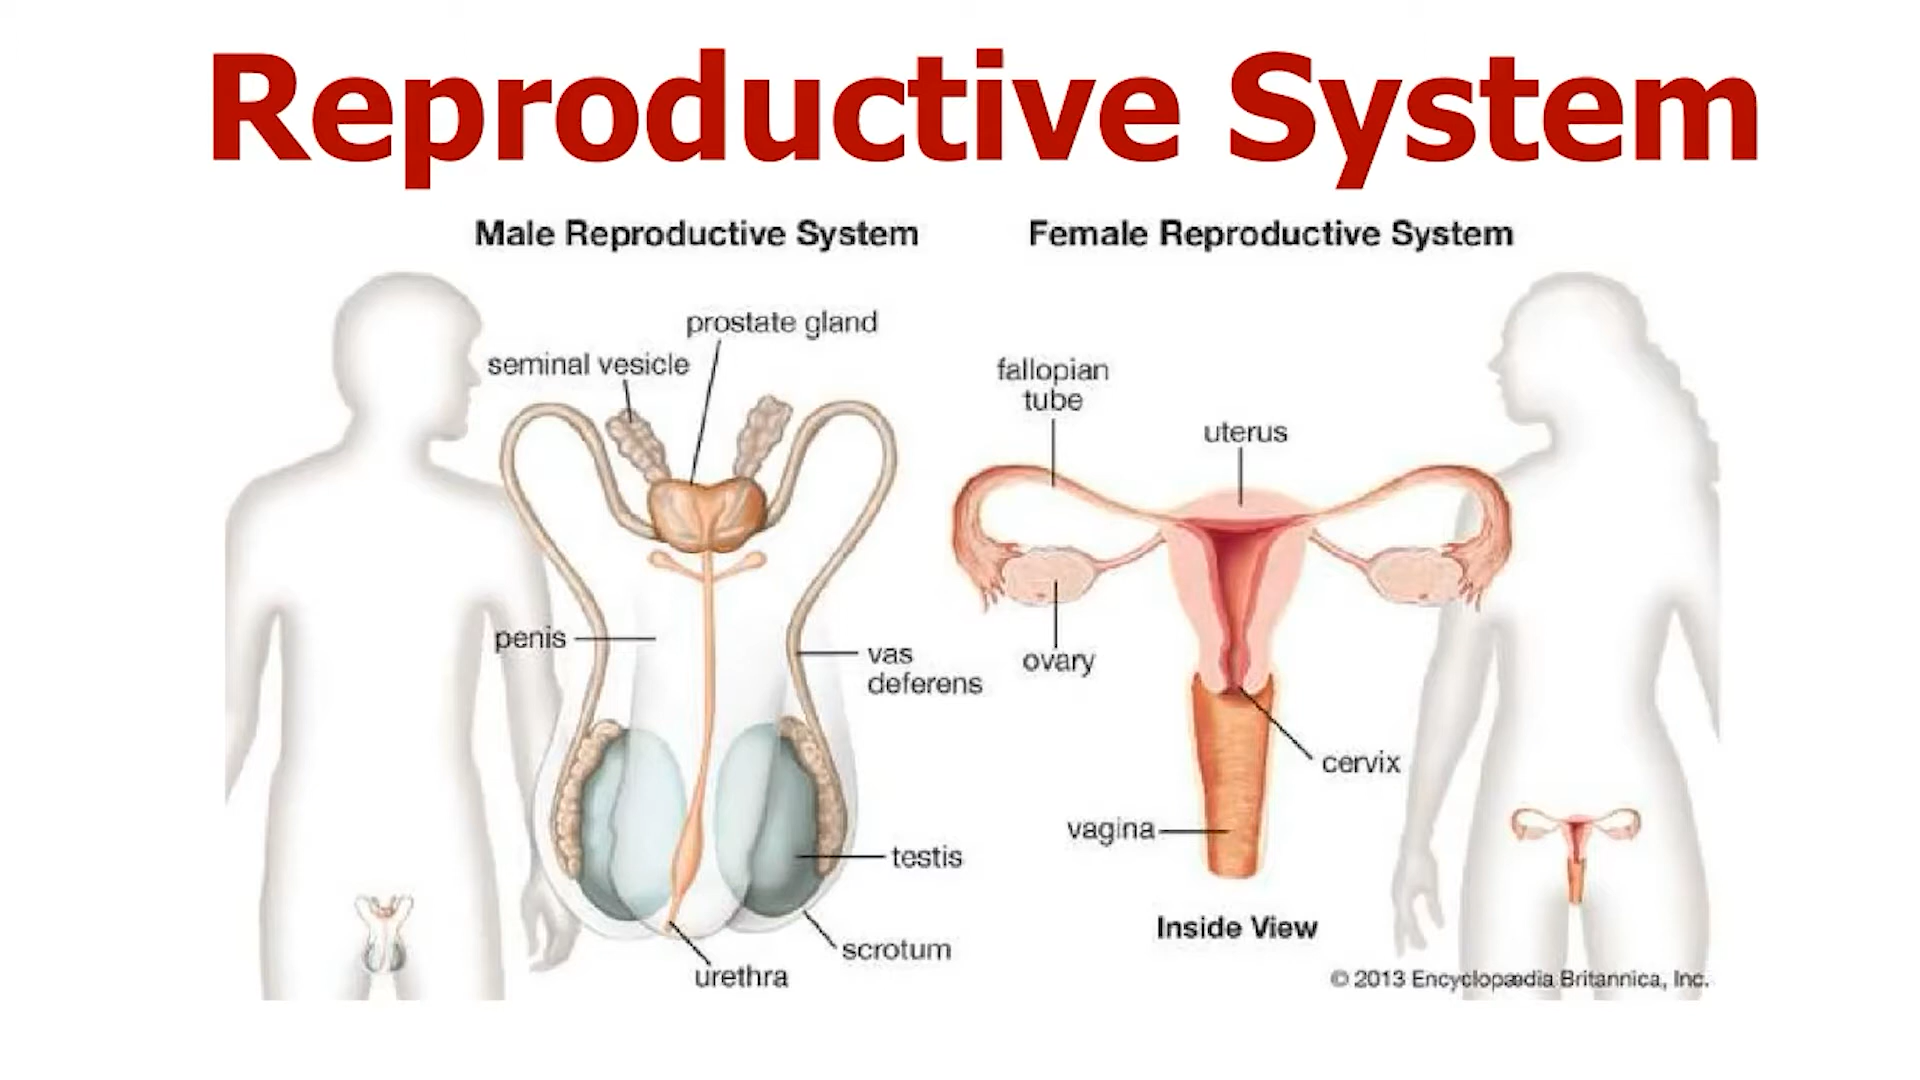 Reproductive System
Male Reproductive System
Female Reproductive System
prostate gland
seminal vesicle
penis
vas
deferens
testis
scrotum
urethra
fallopian
tube
uterus
ovary
cervix
vagina
Inside View
© 2013 Encyclopædia Britannica, Inc.